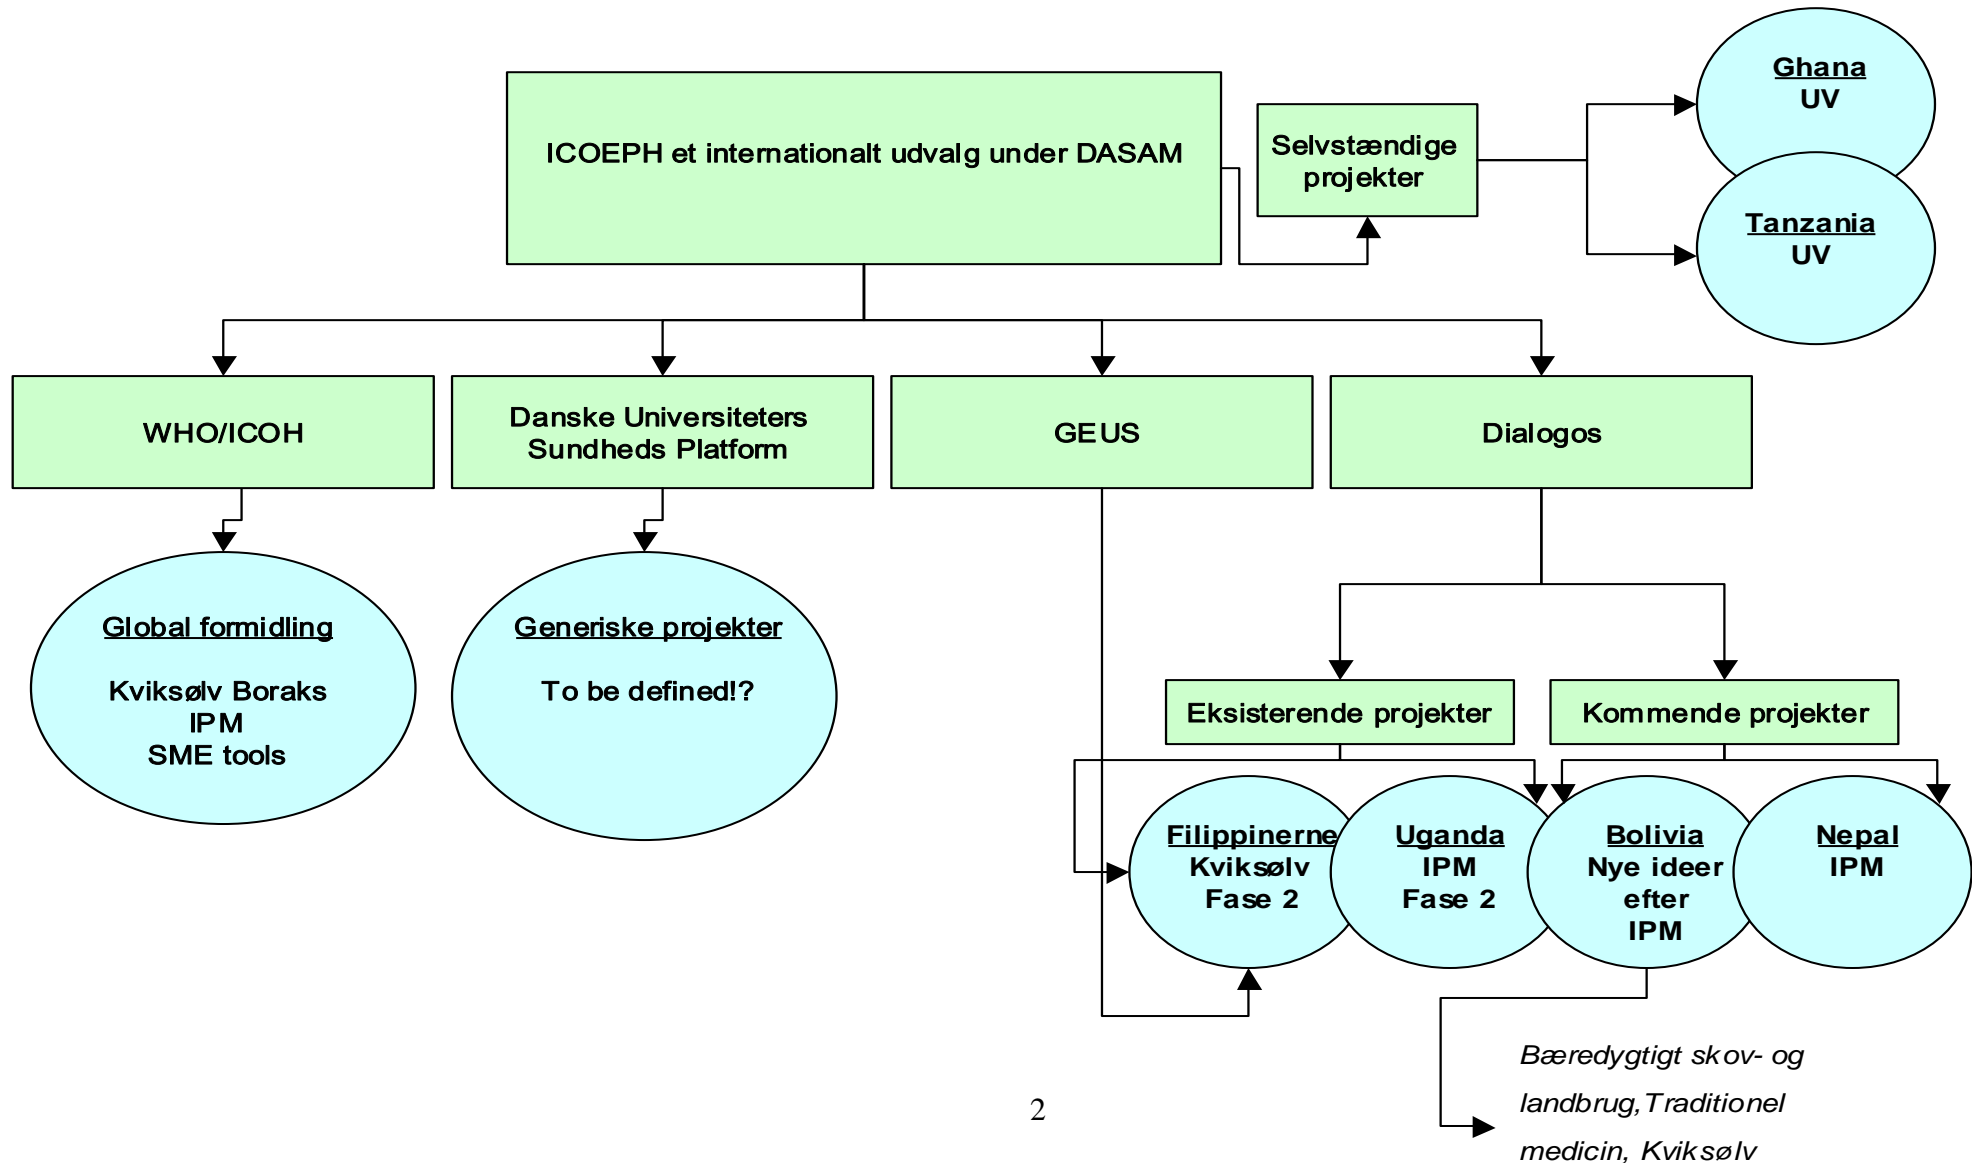 Ghana
UV
ICOEPH et internationalt udvalg under DASAM
Selvstændige
projekter
Tanzania
UV
WHO/ICOH
Danske Universiteters
Sundheds Platform
GEUS
Dialogos
Global formidling
Kviksølv Boraks
IPM
SME tools
Generiske projekter
To be defined!?
Eksisterende projekter
Kommende projekter
Filippinerne
Kviksølv
Fase 2
Uganda
IPM
Fase 2
Bolivia
Nye ideer
efter
IPM
Nepal
IPM
Bæredygtigt skov- og
landbrug,Traditionel
medicin, Kviksølv
2